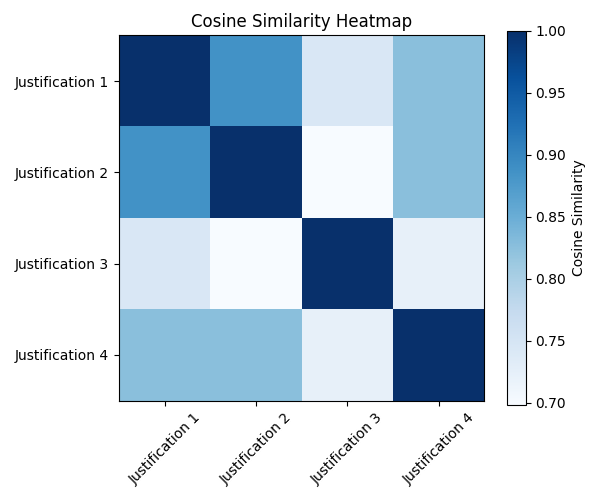 Cosine Similarity Heatmap
Justification 1
Justification 2
Justification 3
Justification 4
Justification 1
Justification 2
Justification 3
Justification 4
1.00
0.95
0.90
0.85
0.80
0.75
0.70
Cosine Similarity